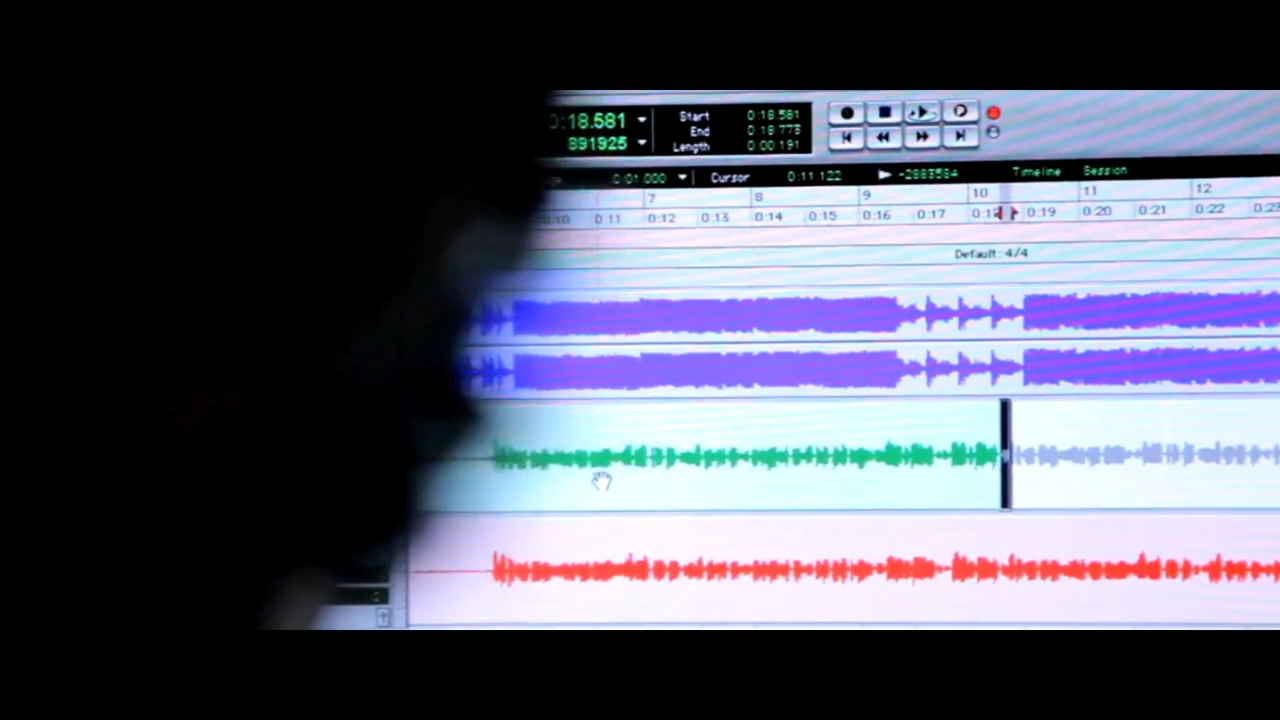 0:18.581
891925
Start 0:18.581
End 0:18.773
Length 0:00.191
0:01.000 Cursor 0:11.122 -2883584 Timeline Session
7 8 9 10 11 12
0:11 0:12 0:13 0:14 0:15 0:16 0:17 0:19 0:20 0:21 0:22
Default: 4/4